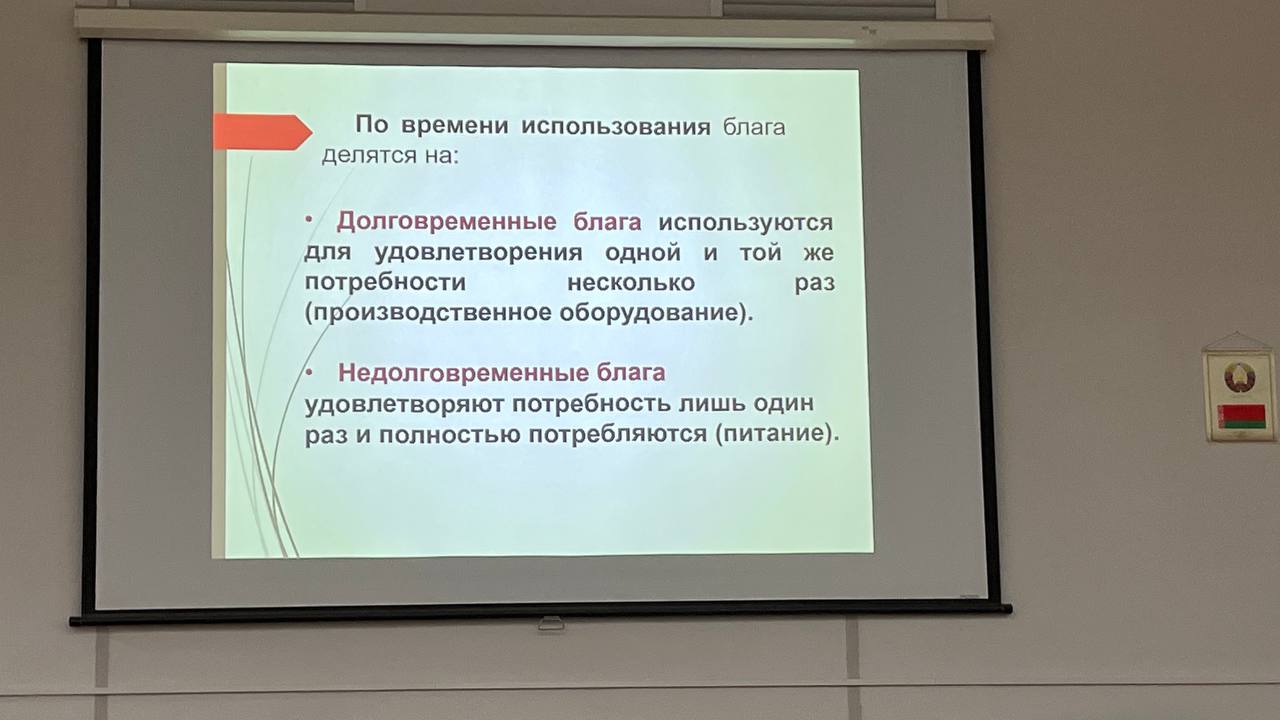 По времени использования блага
делятся на:
• Долговременные блага используются
для удовлетворения одной и той же
потребности несколько раз
(производственное оборудование).
• Недолговременные блага
удовлетворяют потребность лишь один
раз и полностью потребляются (питание).